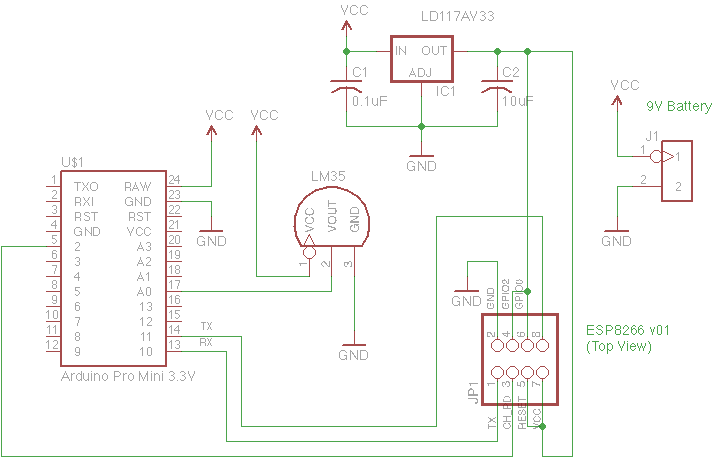 VCC
LD117AV33
IN OUT
ADJ
IC1
C1
0.1uF
C2
10uF
GND
VCC
9V Battery
J1
1
1
2
2
GND
VCC
VCC
U$1
1 TXO RAW 24
2 RXI GND 23
3 RST RST 22
4 GND VCC 21
5 2 A3 20
6 3 A2 19
7 4 A1 18
8 5 A0 17
9 6 13 16
10 7 12 15
11 8 11 14
12 9 10 13
Arduino Pro Mini 3.3V
GND
TX
RX
LM35
VCC
VOUT
GND
1
2
3
GND
GND
GND
GPIO2
GPIO0
2
4
6
8
JP1
1
3
5
7
TX
CH_PD
RESET
VCC
ESP8266 v01
(Top View)